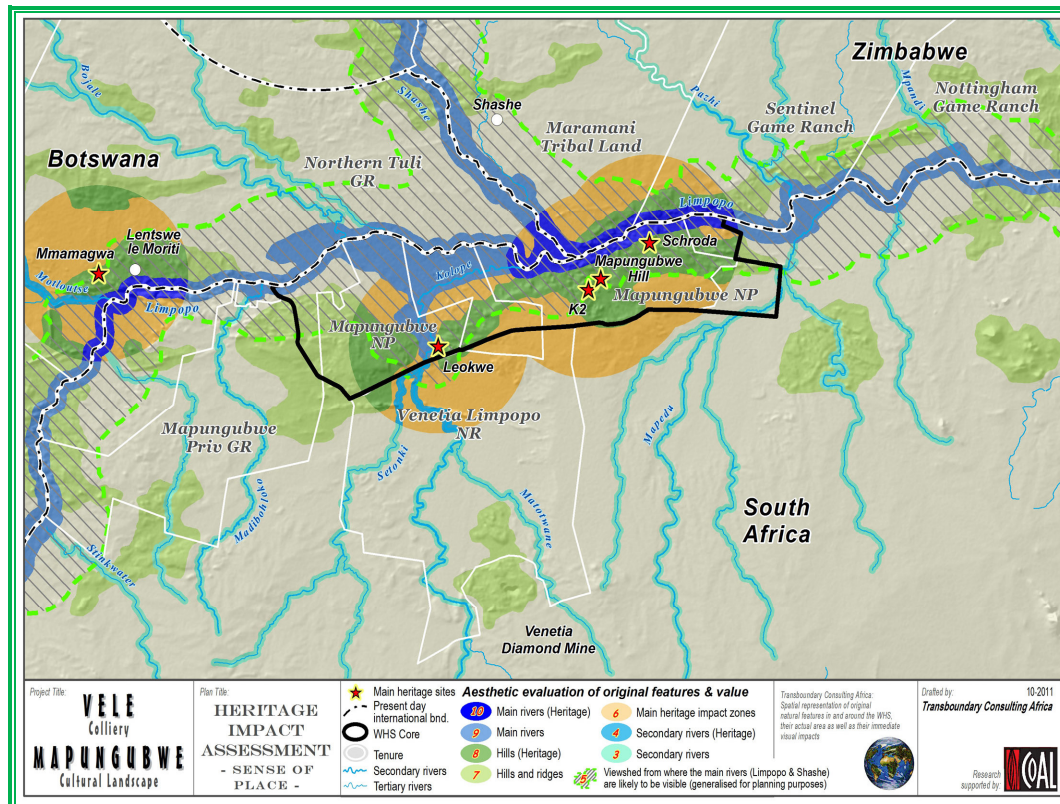 Zimbabwe
Bojale
Shashe
Shashe
Pazhi
Mpandi
Nottingham
Game Ranch
Sentinel
Game Ranch
Maramani
Tribal Land
Botswana
Northern Tuli
GR
Limpopo
Lentswe
le Moriti
Mmamagwa
Schroda
Motloutse
Kolope
Mapungubwe
Hill
Mapungubwe NP
Limpopo
K2
Mapungubwe
NP
Leokwe
Venetia Limpopo
NR
Mapungubwe
Priv GR
Mapedu
Setonki
Madibohloko
Matotwane
South
Africa
Stinkwater
Venetia
Diamond Mine
Project Title:
VELE
Colliery
MAPUNGUBWE
Cultural Landscape
Plan Title:
HERITAGE
IMPACT
ASSESSMENT
- SENSE OF
PLACE -
Main heritage sites
Present day
international bnd.
WHS Core
Tenure
Secondary rivers
Tertiary rivers
Aesthetic evaluation of original features & value
10 Main rivers (Heritage)
9 Main rivers
8 Hills (Heritage)
7 Hills and ridges
6 Main heritage impact zones
4 Secondary rivers (Heritage)
3 Secondary rivers
5 Viewshed from where the main rivers (Limpopo & Shashe)
are likely to be visible (generalised for planning purposes)
Transboundary Consulting Africa:
Spatial representation of original
natural features in and around the WHS,
their actual area as well as their immediate
visual impacts
Drafted by: 10-2011
Transboundary Consulting Africa
Research
supported by:
COAL